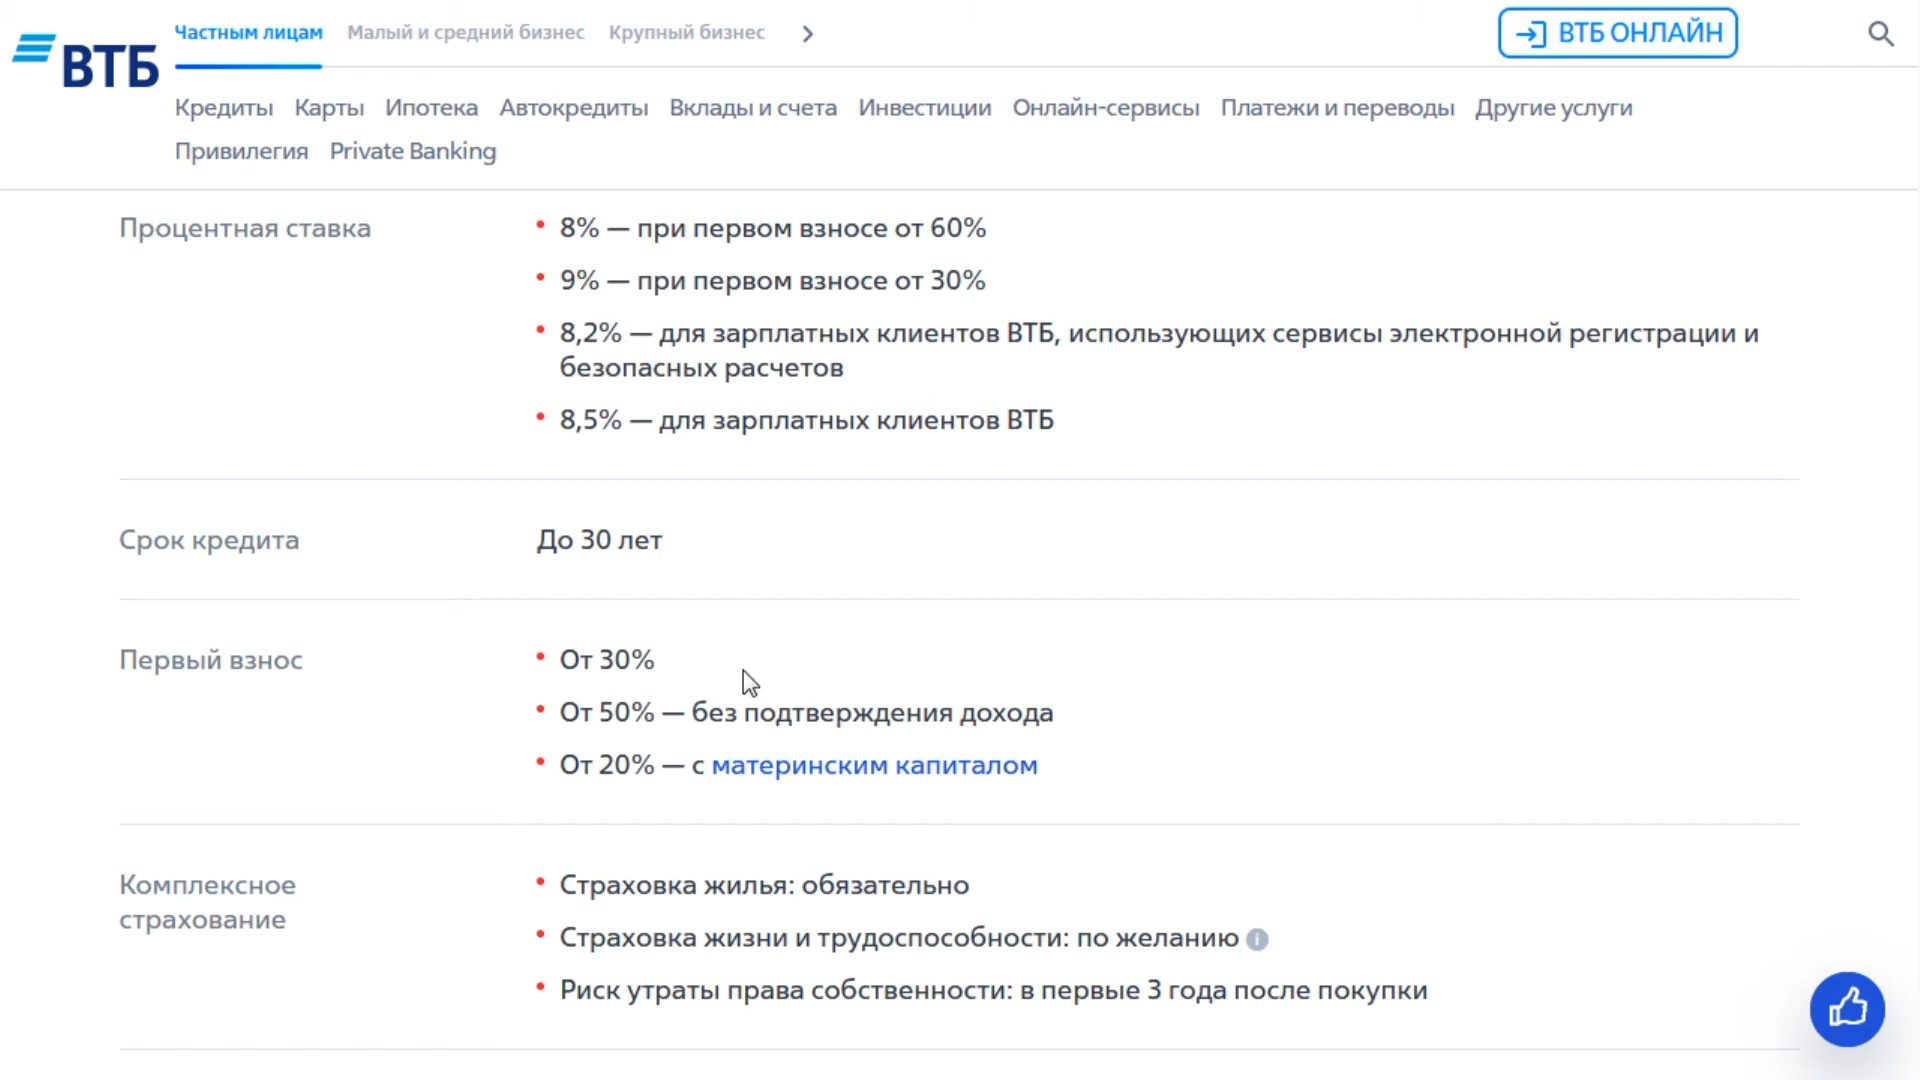 Частным лицам Малый и средний бизнес Крупный бизнес
ВТБ ОНЛАЙН
ВТБ
Кредиты Карты Ипотека Автокредиты Вклады и счета Инвестиции Онлайн-сервисы Платежи и переводы Другие услуги
Привилегия Private Banking
Процентная ставка
8% — при первом взносе от 60%
9% — при первом взносе от 30%
8,2% — для зарплатных клиентов ВТБ, использующих сервисы электронной регистрации и
безопасных расчетов
8,5% — для зарплатных клиентов ВТБ
Срок кредита
До 30 лет
Первый взнос
От 30%
От 50% — без подтверждения дохода
От 20% — с материнским капиталом
Комплексное
страхование
Страховка жилья: обязательно
Страховка жизни и трудоспособности: по желанию
Риск утраты права собственности: в первые 3 года после покупки